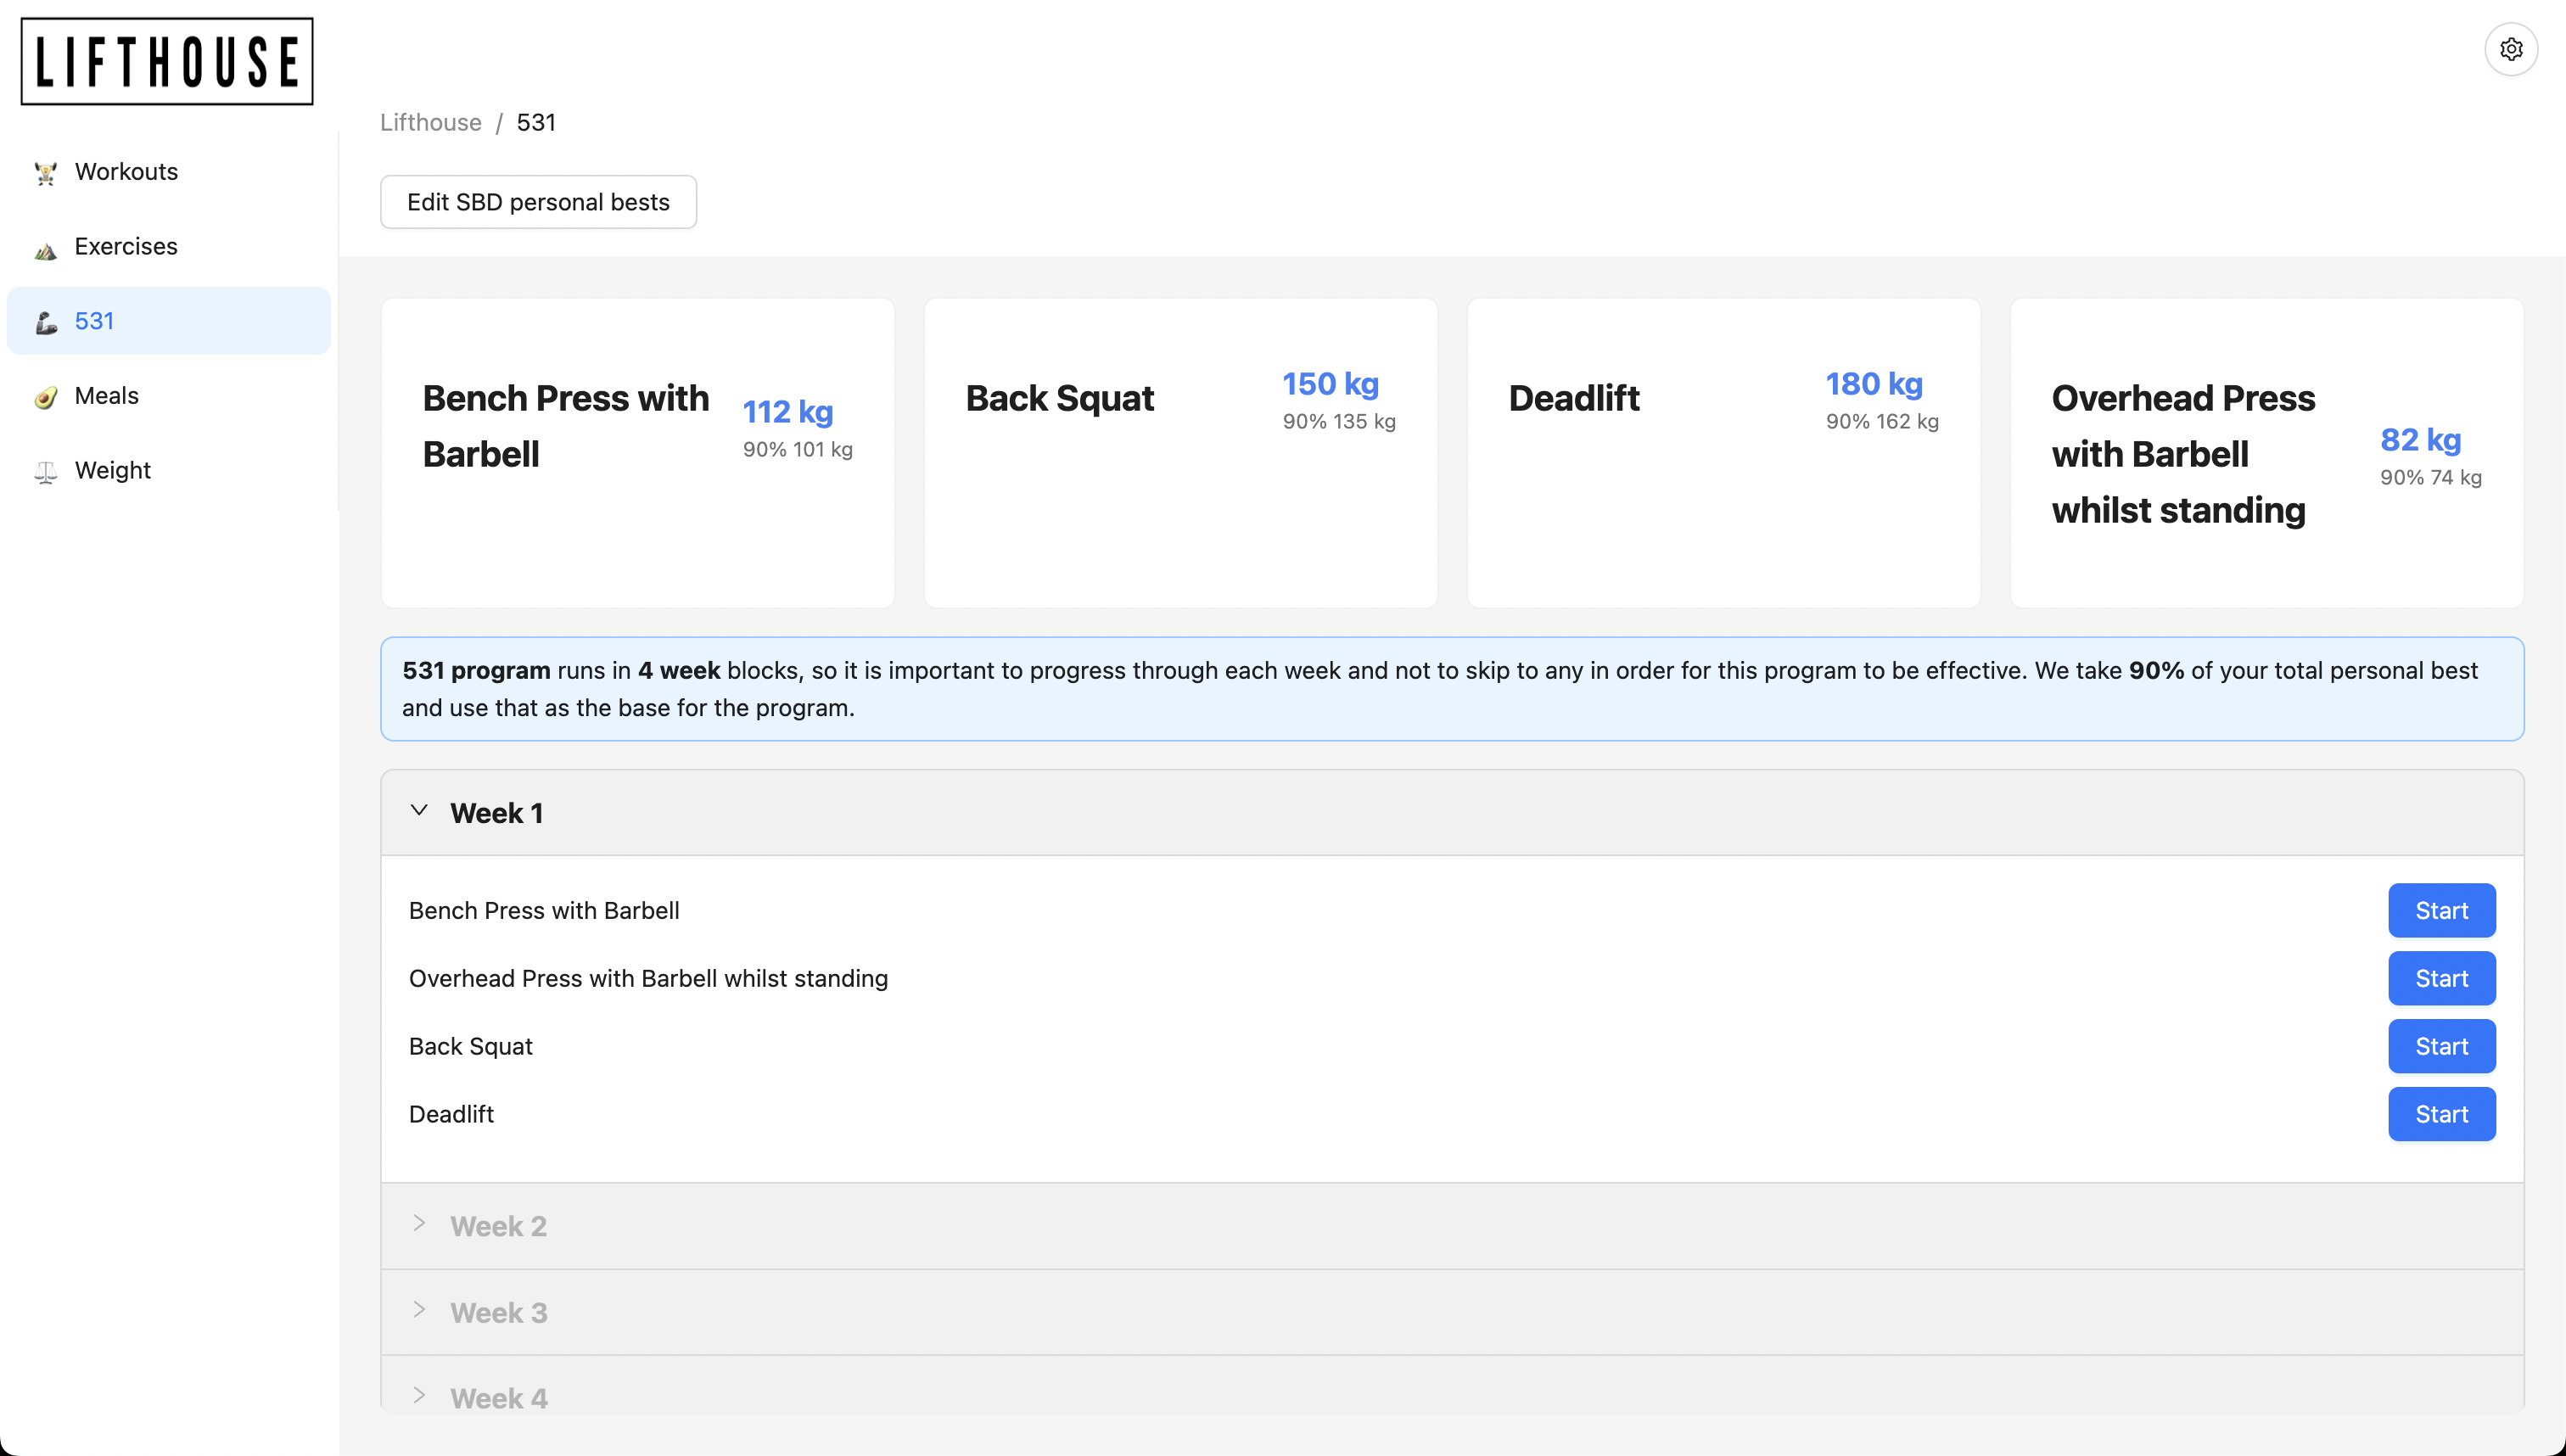 LIFTHOUSE
Workouts
Exercises
531
Meals
Weight
Lifthouse / 531
Edit SBD personal bests
Bench Press with
Barbell
112 kg
90% 101 kg
Back Squat
150 kg
90% 135 kg
Deadlift
180 kg
90% 162 kg
Overhead Press
with Barbell
whilst standing
82 kg
90% 74 kg
531 program runs in 4 week blocks, so it is important to progress through each week and not to skip to any in order for this program to be effective. We take 90% of your total personal best
and use that as the base for the program.
Week 1
Bench Press with Barbell
Start
Overhead Press with Barbell whilst standing
Start
Back Squat
Start
Deadlift
Start
Week 2
Week 3
Week 4